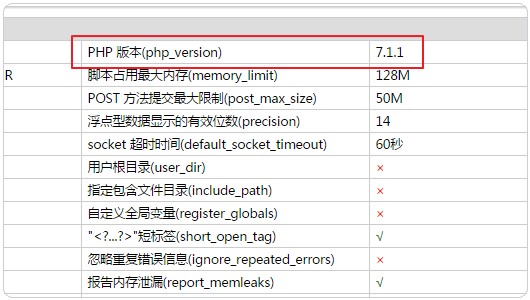 PHP 版本(php_version) 7.1.1
R 脚本占用最大内存(memory_limit) 128M
POST 方法提交最大限制(post_max_size) 50M
浮点型数据显示的有效位数(precision) 14
socket 超时时间(default_socket_timeout) 60秒
用户根目录(user_dir) ×
指定包含文件目录(include_path) ×
自定义全局变量(register_globals) ×
"<?...?>"短标签(short_open_tag) √
忽略重复错误信息(ignore_repeated_errors) ×
报告内存泄漏(report_memleaks) √